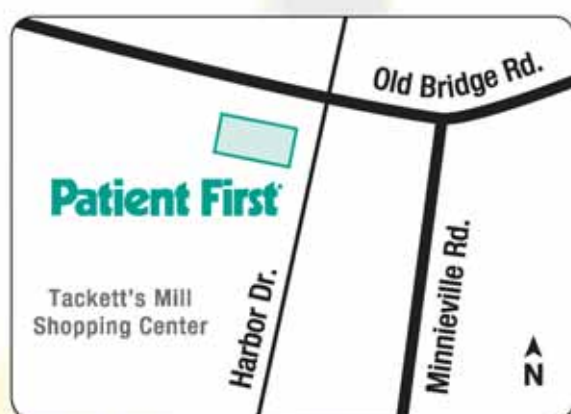 Old Bridge Rd.
Patient First
Tackett's Mill
Shopping Center
Harbor Dr.
Minnieville Rd.
N